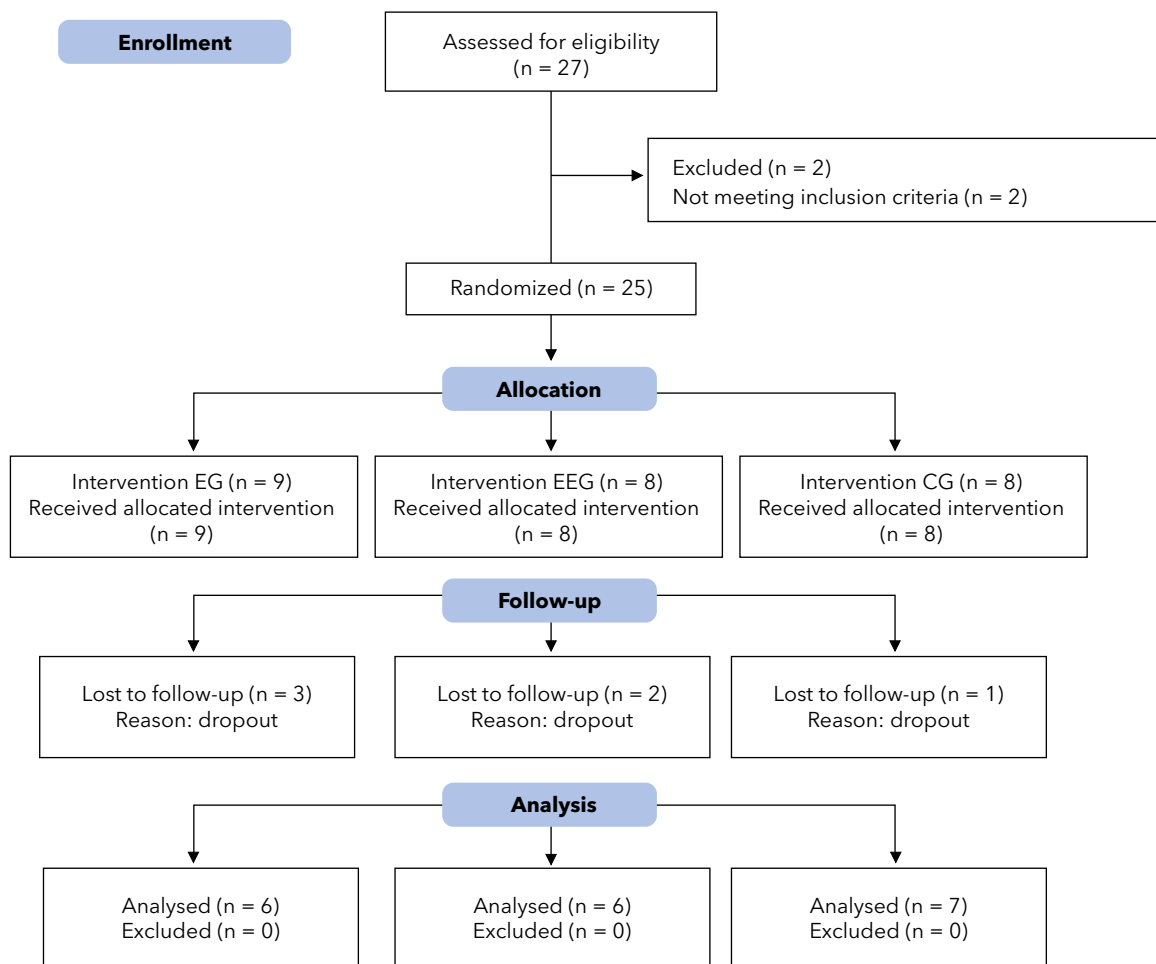 Enrollment
Assessed for eligibility
(n = 27)
Excluded (n = 2)
Not meeting inclusion criteria (n = 2)
Randomized (n = 25)
Allocation
Intervention EG (n = 9)
Received allocated intervention
(n = 9)
Intervention EEG (n = 8)
Received allocated intervention
(n = 8)
Intervention CG (n = 8)
Received allocated intervention
(n = 8)
Follow-up
Lost to follow-up (n = 3)
Reason: dropout
Lost to follow-up (n = 2)
Reason: dropout
Lost to follow-up (n = 1)
Reason: dropout
Analysis
Analysed (n = 6)
Excluded (n = 0)
Analysed (n = 6)
Excluded (n = 0)
Analysed (n = 7)
Excluded (n = 0)